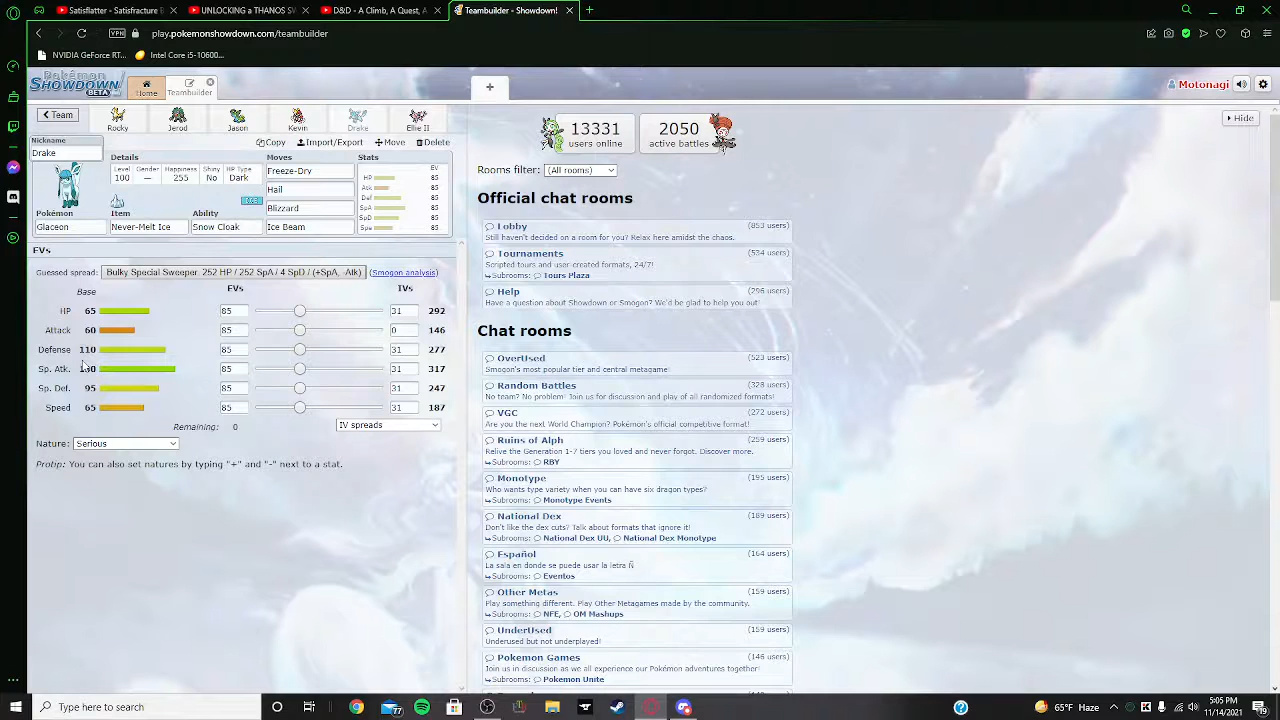 Satisflatter - Satisfracture
UNLOCKING a THANOS SW
D&D - A Climb, A Quest, A
Teambuilder - Showdown!
VPN
play.pokemonshowdown.com/teambuilder
NVIDIA GeForce RT...
Intel Core i5-10600...
Pokémon
SHOWDOWN
BETA
Home
Teambuilder
+
Motonagi
Team
Rocky
Jerod
Jason
Kevin
Drake
Ellie II
Copy
Import/Export
Move
Delete
Nickname
Drake
Details
Level Gender Happiness Shiny HP Type
100 — 255 No Dark
ICE
Pokémon
Glaceon
Item
Never-Melt Ice
Ability
Snow Cloak
Moves
Freeze-Dry
Hail
Blizzard
Ice Beam
Stats
EV
HP 85
Atk 85
Def 85
SpA 85
SpD 85
Spe 85
EVs
Guessed spread: Bulky Special Sweeper: 252 HP / 252 SpA / 4 SpD / (+SpA, -Atk) (Smogon analysis)
Base EVs IVs
HP 65 85 31 292
Attack 60 85 0 146
Defense 110 85 31 277
Sp. Atk. 130 85 31 317
Sp. Def. 95 85 31 247
Speed 65 85 31 187
Remaining: 0
IV spreads
Nature: Serious
Protip: You can also set natures by typing "+" and "-" next to a stat.
13331
users online
2050
active battles
Hide
Rooms filter: (All rooms)
Official chat rooms
Lobby (853 users)
Still haven't decided on a room for you? Relax here amidst the chaos.
Tournaments (534 users)
Scripted tours and user-created formats, 24/7!
Subrooms: Tours Plaza
Help (296 users)
Have a question about Showdown or Smogon? We'd be glad to help you out!
Chat rooms
OverUsed (523 users)
Smogon's most popular tier and central metagame!
Random Battles (328 users)
No team? No problem! Join us for discussion and play of all randomized formats!
VGC (272 users)
Are you the next World Champion? Pokémon's official competitive format!
Ruins of Alph (259 users)
Relive the Generation 1-7 tiers you loved and never forgot. Discover more.
Subrooms: RBY
Monotype (195 users)
Who wants type variety when you can have six dragon types?
Subrooms: Monotype Events
National Dex (189 users)
Don't like the dex cuts? Talk about formats that ignore it!
Subrooms: National Dex UU, National Dex Monotype
Español (164 users)
La sala en donde se puede usar la letra Ñ
Subrooms: Eventos
Other Metas (159 users)
Play something different. Play Other Metagames made by the community.
Subrooms: NFE, OM Mashups
UnderUsed (159 users)
Underused but not underplayed!
Pokemon Games (146 users)
Join us in discussion as we all experience our Pokémon adventures together!
Subrooms: Pokemon Unite
Type here to search
77
65°F Haze
5:05 PM
11/14/2021